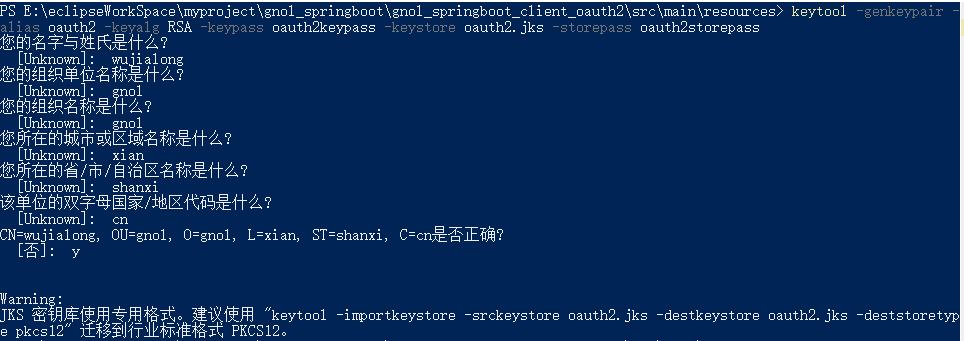 PS E:\eclipseWorkSpace\myproject\gnol_springboot\gnol_springboot_client_oauth2\src\main\resources> keytool -genkeypair -
alias oauth2 -keyalg RSA -keypass oauth2keypass -keystore oauth2.jks -storepass oauth2storepass
您的名字与姓氏是什么?
[Unknown]:  wujialong
您的组织单位名称是什么?
[Unknown]:  gnol
您的组织名称是什么?
[Unknown]:  gnol
您所在的城市或区域名称是什么?
[Unknown]:  xian
您所在的省/市/自治区名称是什么?
[Unknown]:  shanxi
该单位的双字母国家/地区代码是什么?
[Unknown]:  cn
CN=wujialong, OU=gnol, O=gnol, L=xian, ST=shanxi, C=cn是否正确?
[否]:  y
Warning:
JKS 密钥库使用专用格式。建议使用 "keytool -importkeystore -srckeystore oauth2.jks -destkeystore oauth2.jks -deststoretyp
e pkcs12" 迁移到行业标准格式 PKCS12。